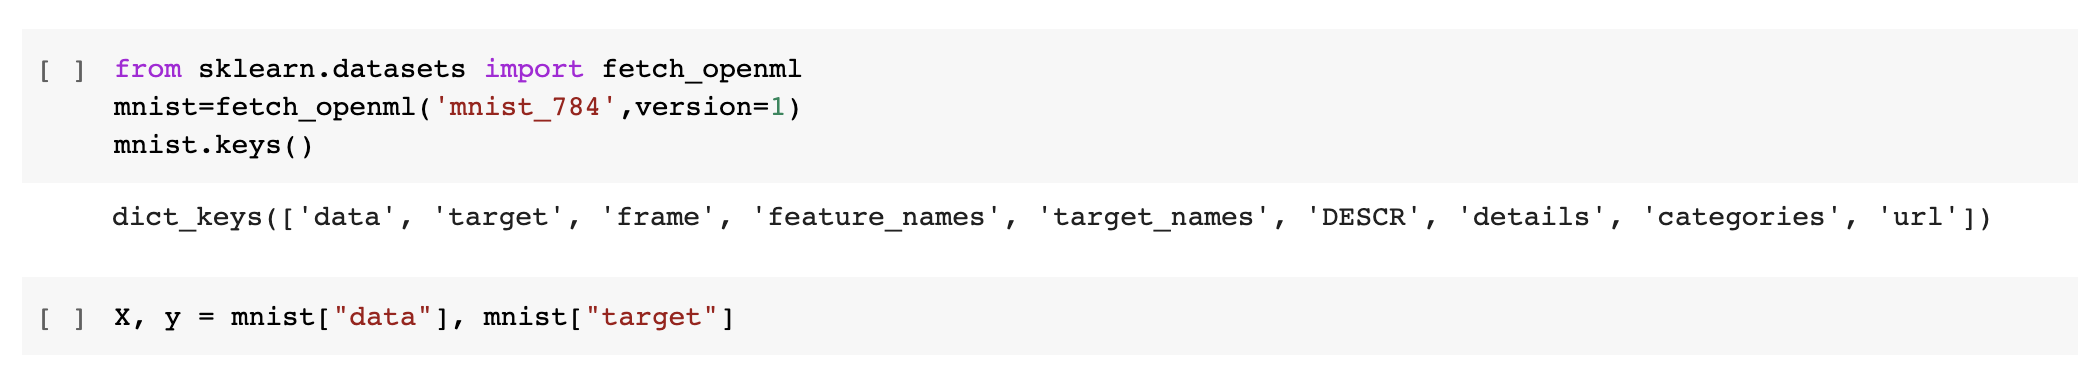 [ ] from sklearn.datasets import fetch_openml
mnist=fetch_openml('mnist_784',version=1)
mnist.keys()
dict_keys(['data', 'target', 'frame', 'feature_names', 'target_names', 'DESCR', 'details', 'categories', 'url'])
[ ] X, y = mnist["data"], mnist["target"]